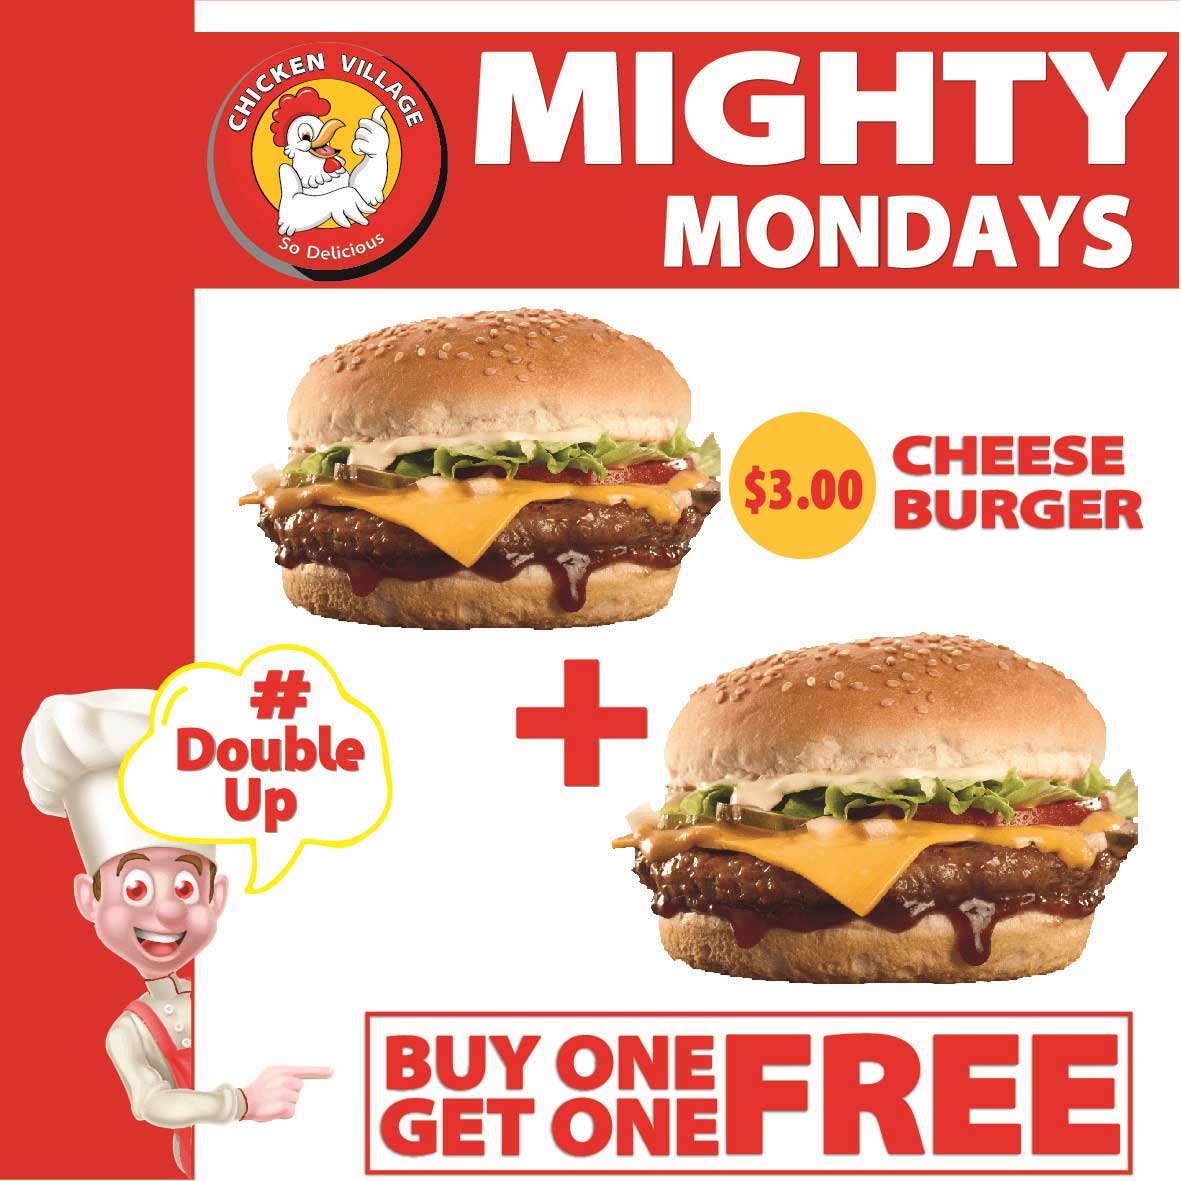 CHICKEN VILLAGE
So Delicious
MIGHTY
MONDAYS
$3.00
CHEESE
BURGER
#
Double
Up
BUY ONE
GET ONE
FREE